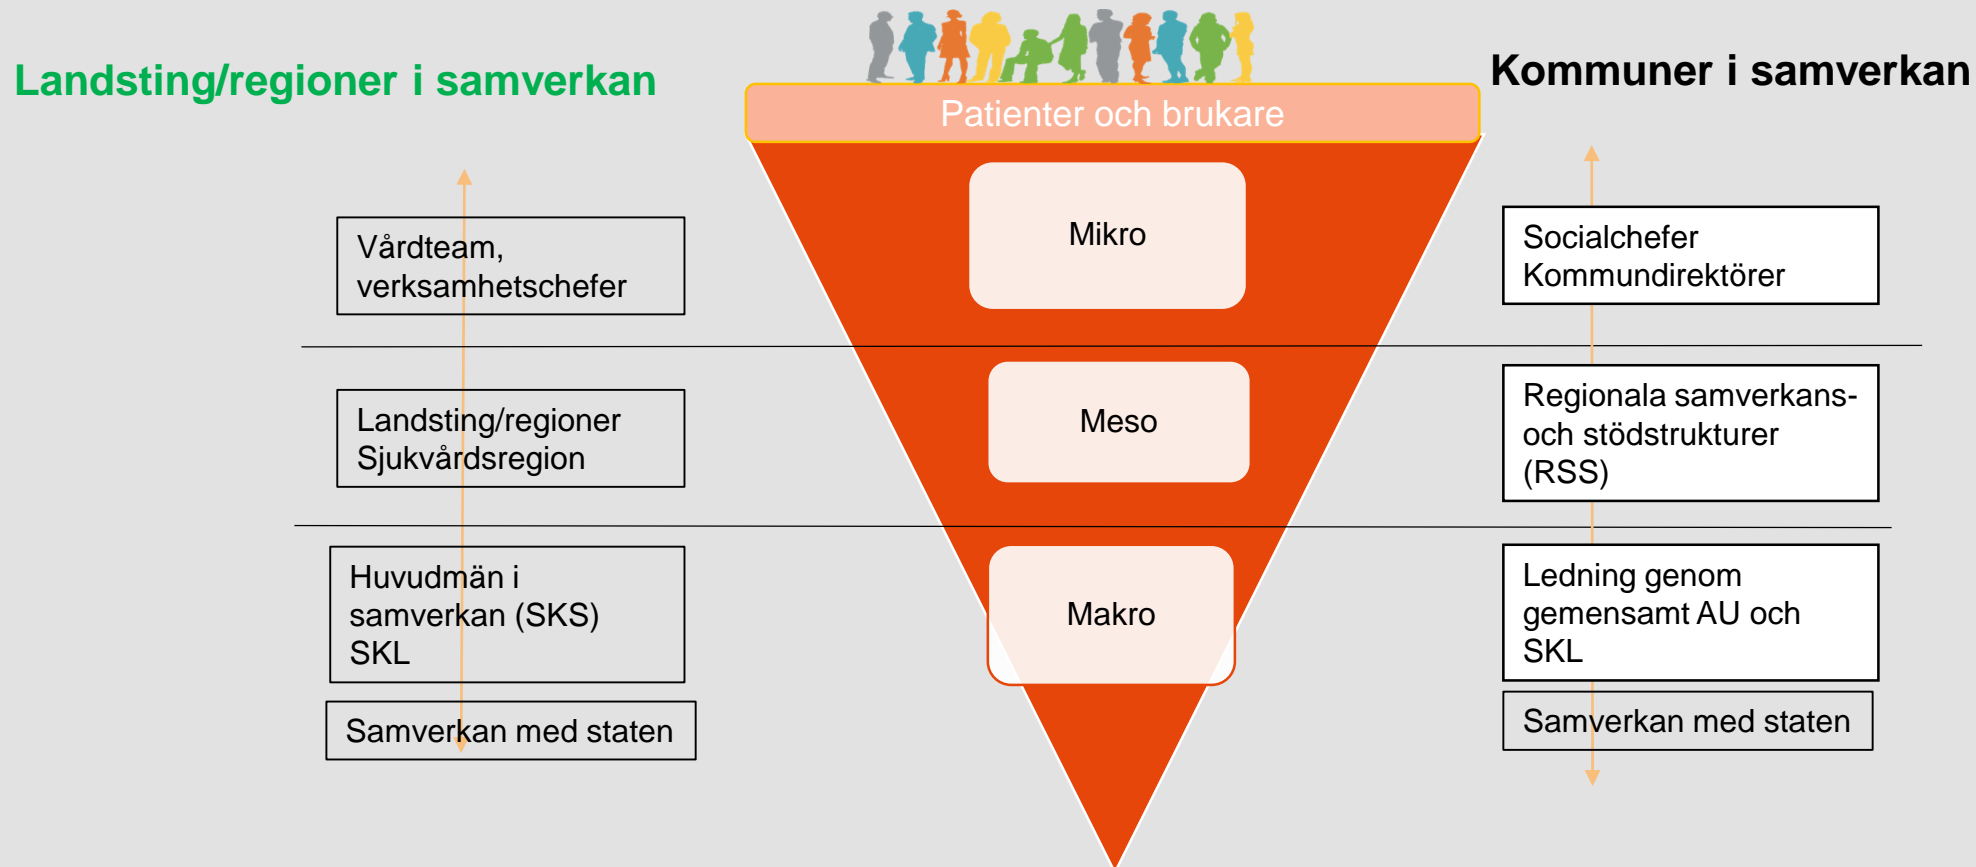 Landsting/regioner i samverkan
Kommuner i samverkan
Patienter och brukare
Vårdteam,
verksamhetschefer
Mikro
Socialchefer
Kommundirektörer
Landsting/regioner
Sjukvårdsregion
Meso
Regionala samverkans-
och stödstrukturer
(RSS)
Huvudmän i
samverkan (SKS)
SKL
Makro
Ledning genom
gemensamt AU och
SKL
Samverkan med staten
Samverkan med staten